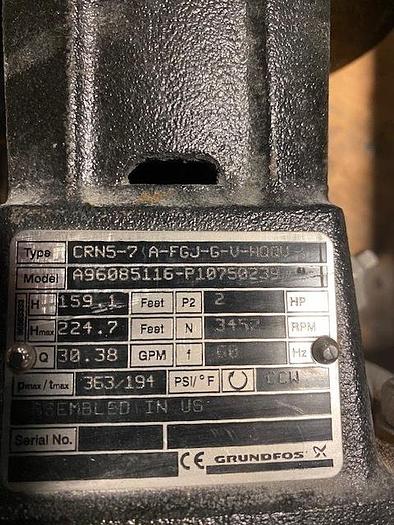 Type CRN5-7 A-FGJ-G-V-HQQV
Model A96085116-P10750239
H 159.1 Feet P2 2 HP
Hmax 224.7 Feet N 3452 RPM
Q 30.38 GPM f 60 Hz
pmax/tmax 363/194 PSI/°F CCW
ASSEMBLED IN US
Serial No.
CE GRUNDFOS X